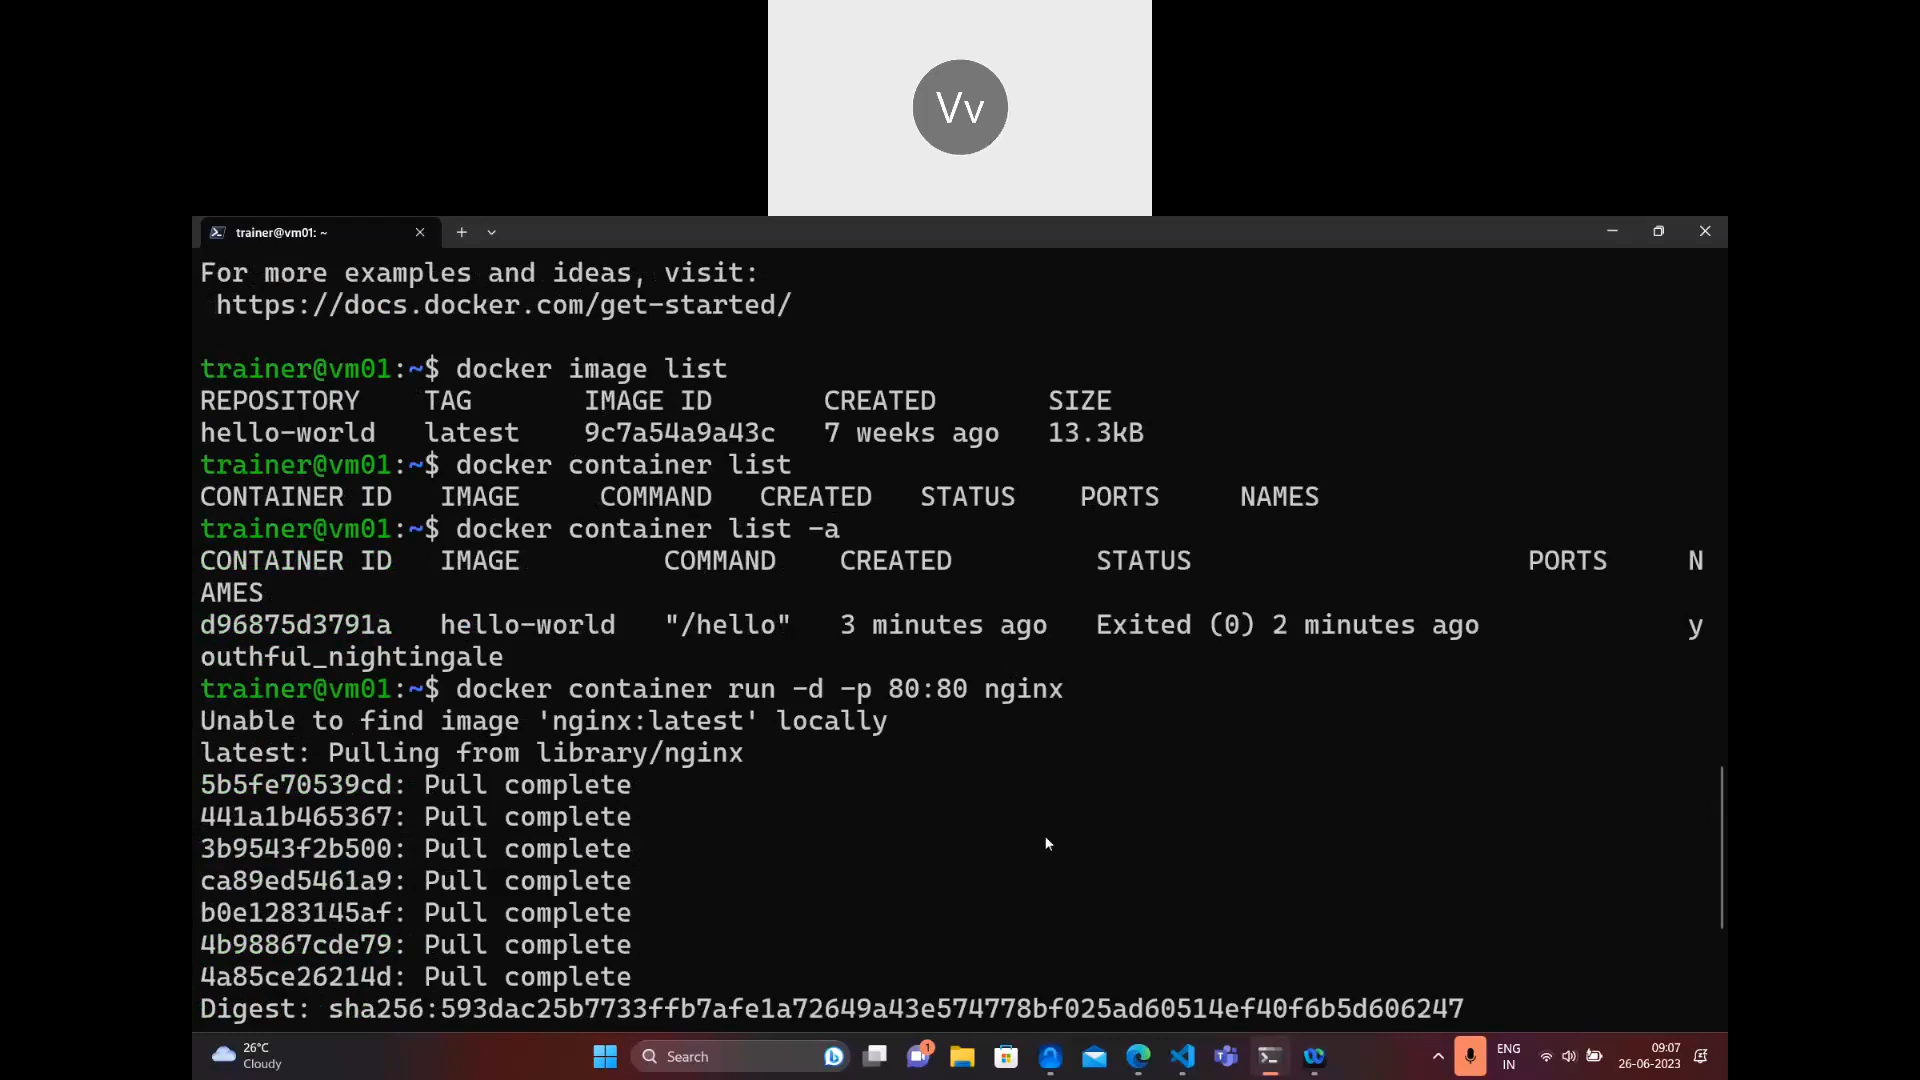 Vv
trainer@vm01: ~
For more examples and ideas, visit:
https://docs.docker.com/get-started/
trainer@vm01:~$ docker image list
REPOSITORY TAG IMAGE ID CREATED SIZE
hello-world latest 9c7a54a9a43c 7 weeks ago 13.3kB
trainer@vm01:~$ docker container list
CONTAINER ID IMAGE COMMAND CREATED STATUS PORTS NAMES
trainer@vm01:~$ docker container list -a
CONTAINER ID IMAGE COMMAND CREATED STATUS PORTS N
AMES
d96875d3791a hello-world "/hello" 3 minutes ago Exited (0) 2 minutes ago y
outhful_nightingale
trainer@vm01:~$ docker container run -d -p 80:80 nginx
Unable to find image 'nginx:latest' locally
latest: Pulling from library/nginx
5b5fe70539cd: Pull complete
441a1b465367: Pull complete
3b9543f2b500: Pull complete
ca89ed5461a9: Pull complete
b0e1283145af: Pull complete
4b98867cde79: Pull complete
4a85ce26214d: Pull complete
Digest: sha256:593dac25b7733ffb7afe1a72649a43e574778bf025ad60514ef40f6b5d606247
26°C
Cloudy
Search
1
ENG
IN
09:07
26-06-2023